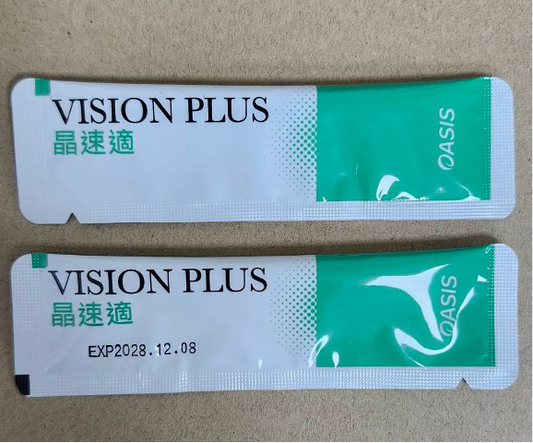 VISION PLUS
晶速適
OASIS
VISION PLUS
晶速適
OASIS
EXP2028.12.08